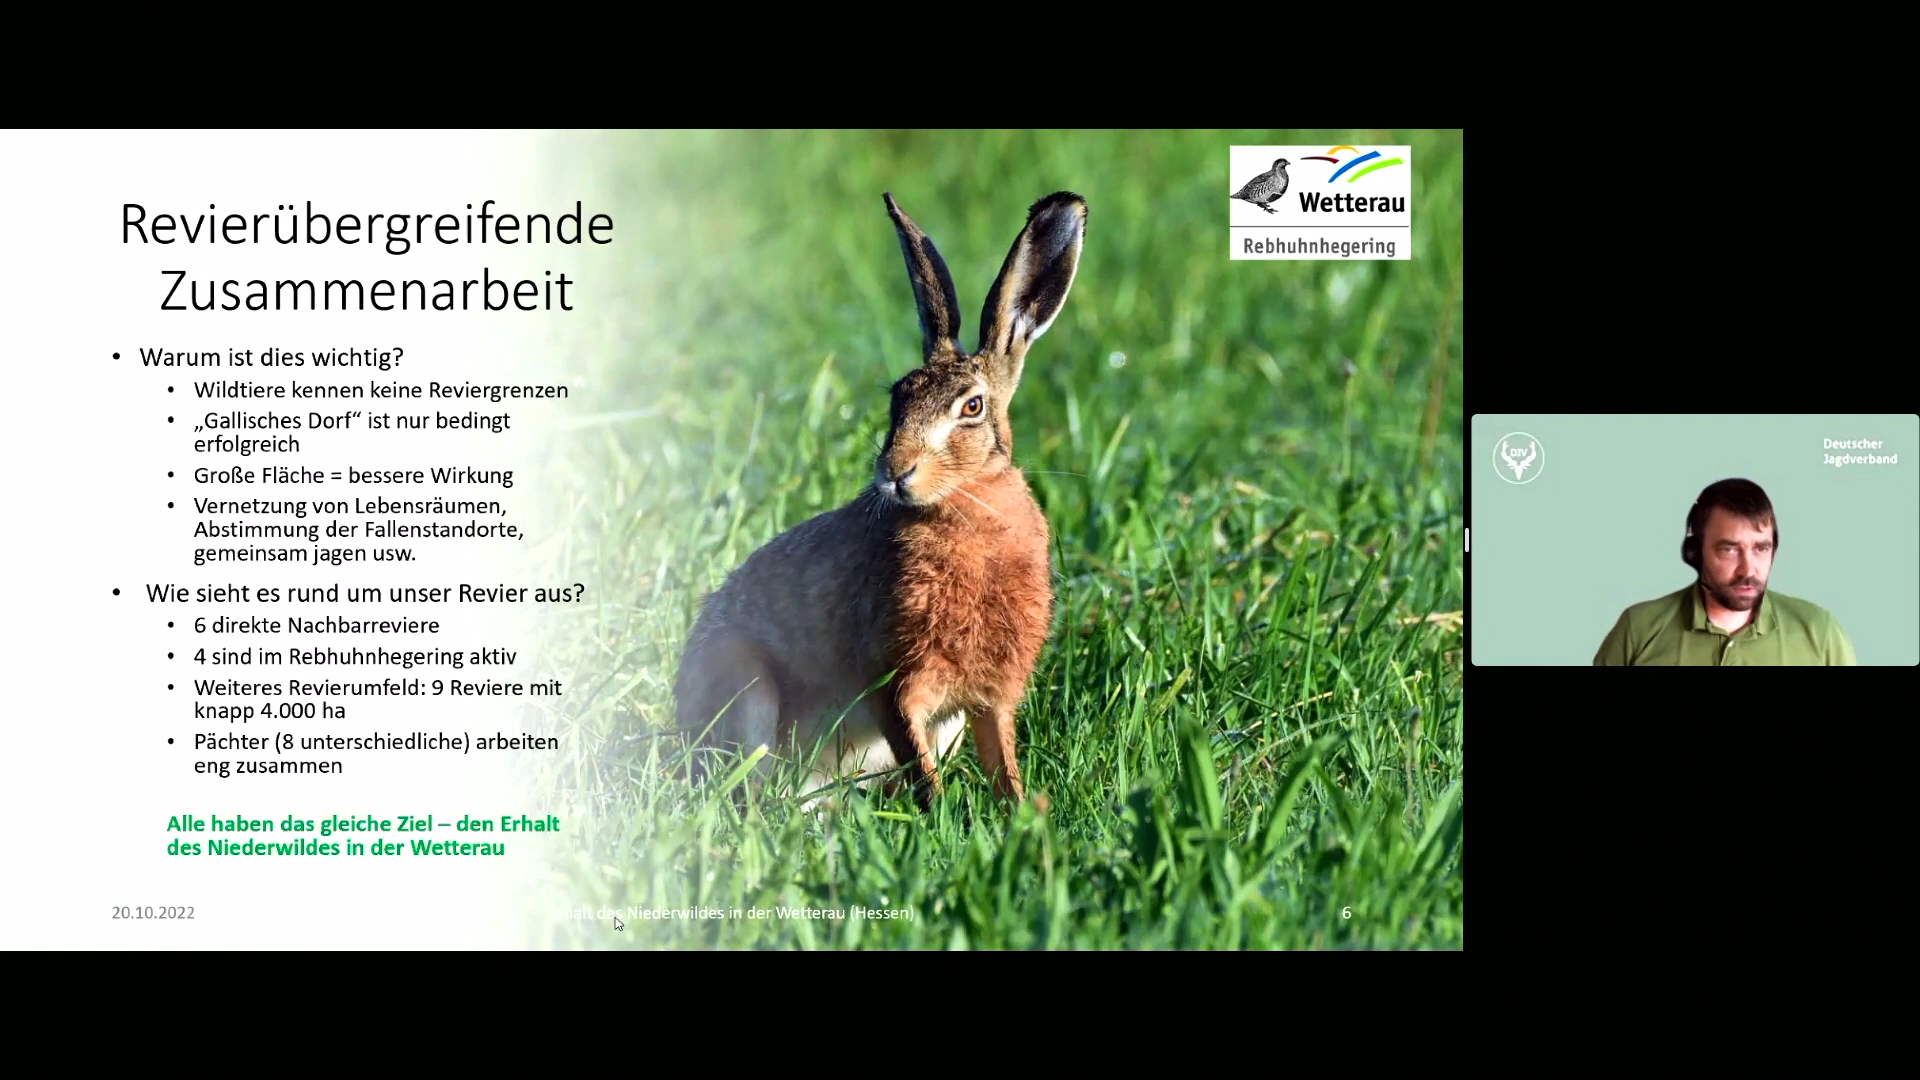 Revierübergreifende
Zusammenarbeit
• Warum ist dies wichtig?
• Wildtiere kennen keine Reviergrenzen
• „Gallisches Dorf“ ist nur bedingt
erfolgreich
• Große Fläche = bessere Wirkung
• Vernetzung von Lebensräumen,
Abstimmung der Fallenstandorte,
gemeinsam jagen usw.
• Wie sieht es rund um unser Revier aus?
• 6 direkte Nachbarreviere
• 4 sind im Rebhuhnhegering aktiv
• Weiteres Revierumfeld: 9 Reviere mit
knapp 4.000 ha
• Pächter (8 unterschiedliche) arbeiten
eng zusammen
Alle haben das gleiche Ziel – den Erhalt
des Niederwildes in der Wetterau
20.10.2022
des Niederwildes in der Wetterau (Hessen)
6
Wetterau
Rebhuhnhegering
DJV
Deutscher
Jagdverband